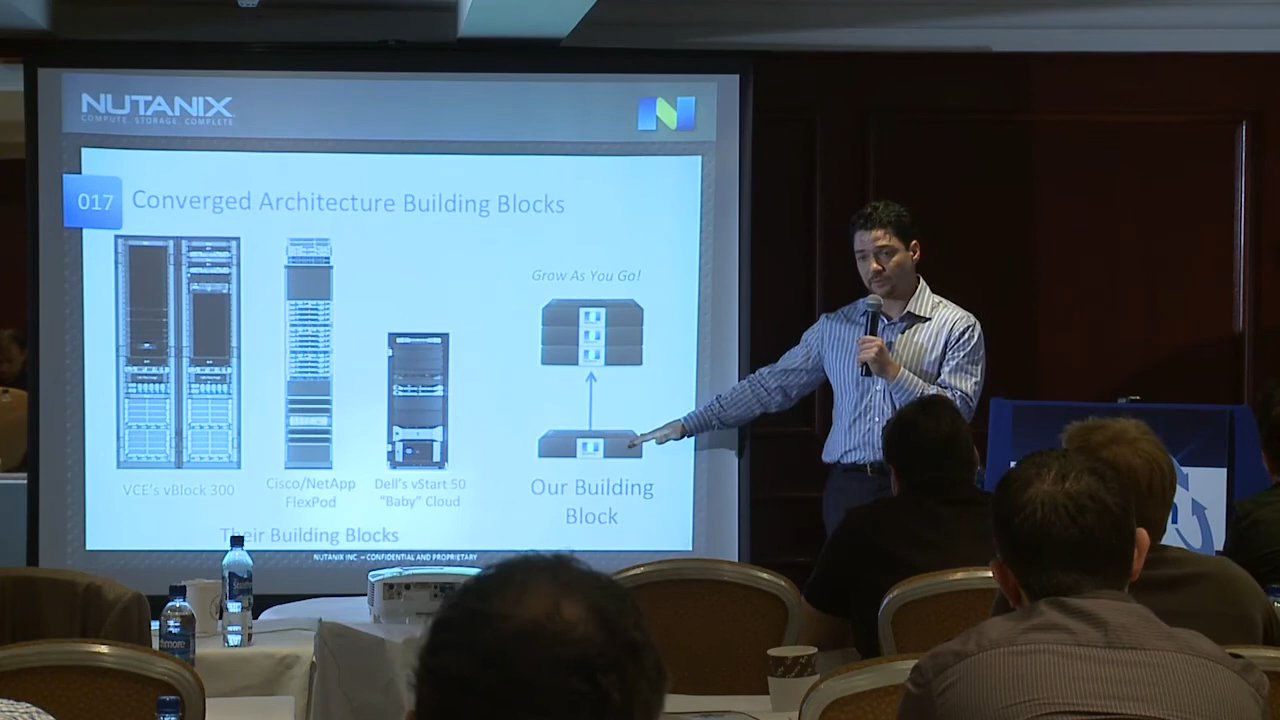 NUTANIX
COMPUTE. STORAGE. COMPLETE.
017
Converged Architecture Building Blocks
Grow As You Go!
VCE's vBlock 300
Cisco/NetApp
FlexPod
Dell's vStart 50
"Baby" Cloud
Our Building
Block
Their Building Blocks
NUTANIX INC. – CONFIDENTIAL AND PROPRIETARY